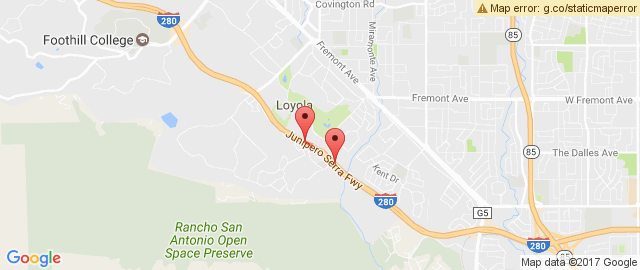 Covington Rd
Map error: g.co/staticmaperror
280
Foothill College
Miramonte Ave
85
Fremont Ave
Fremont Ave
W Fremont Ave
Loyola
Junipero Serra Fwy
85
The Dalles Ave
Kent Dr
280
G5
Rancho San
Antonio Open
Space Preserve
280
85
Google
Map data ©2017 Google